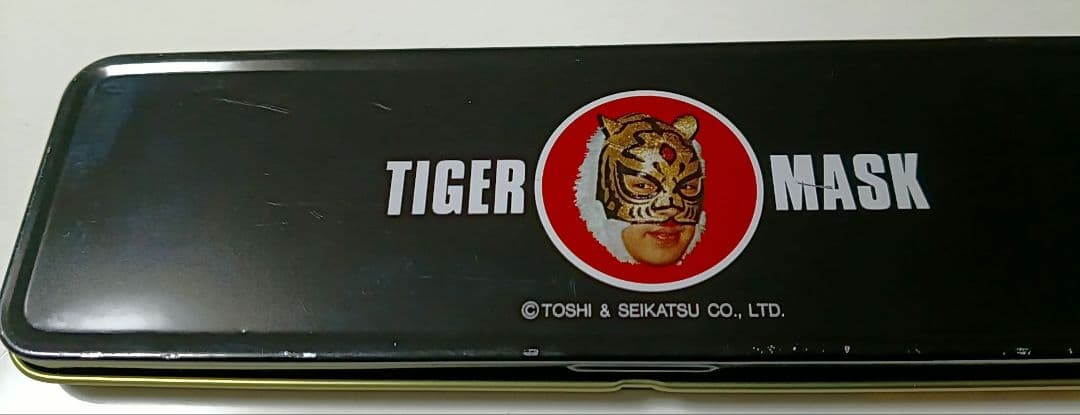 TIGER MASK
©TOSHI & SEIKATSU CO., LTD.